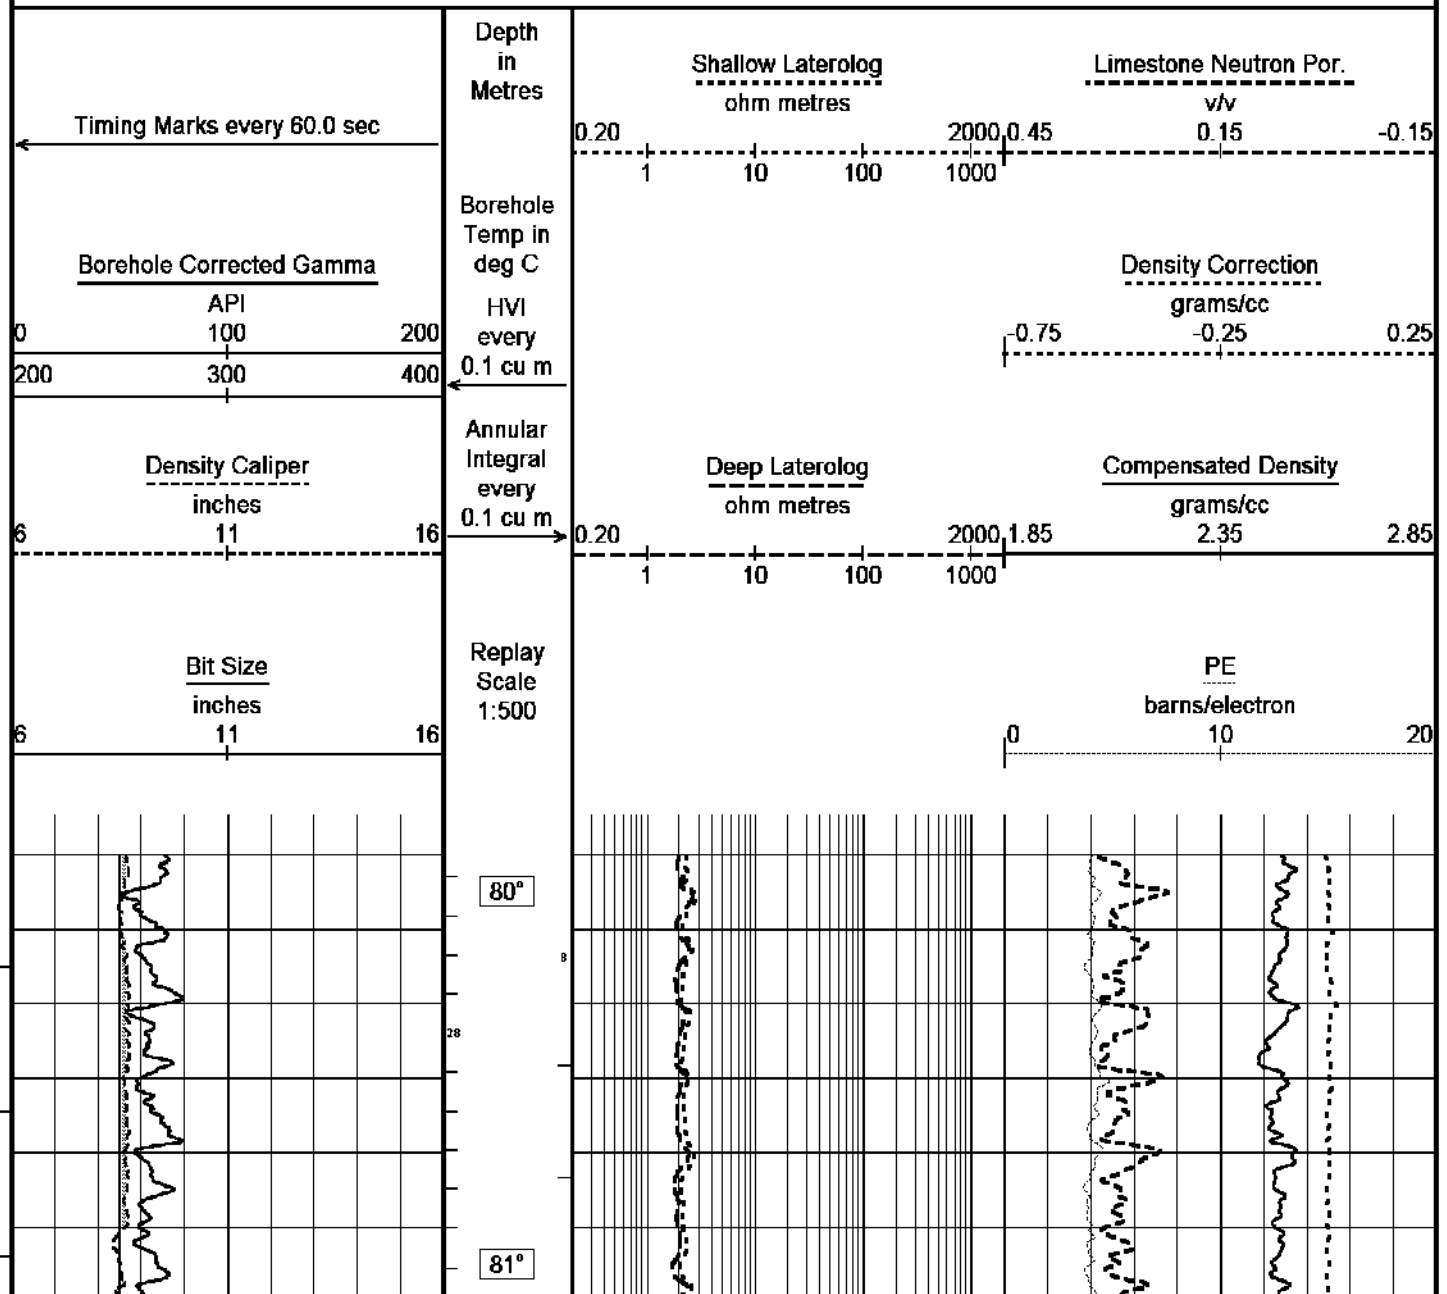 Timing Marks every 60.0 sec
Borehole Corrected Gamma
API
0 100 200
200 300 400
Density Caliper
inches
6 11 16
Bit Size
inches
6 11 16
Depth
in
Metres
Borehole
Temp in
deg C
HVI
every
0.1 cu m
Annular
Integral
every
0.1 cu m
Replay
Scale
1:500
Shallow Laterolog
ohm metres
0.20 2000
1 10 100 1000
Deep Laterolog
ohm metres
0.20 2000
1 10 100 1000
Limestone Neutron Por.
v/v
0.45 0.15 -0.15
Density Correction
grams/cc
-0.75 -0.25 0.25
Compensated Density
grams/cc
1.85 2.35 2.85
PE
barns/electron
0 10 20
80°
8
28
81°